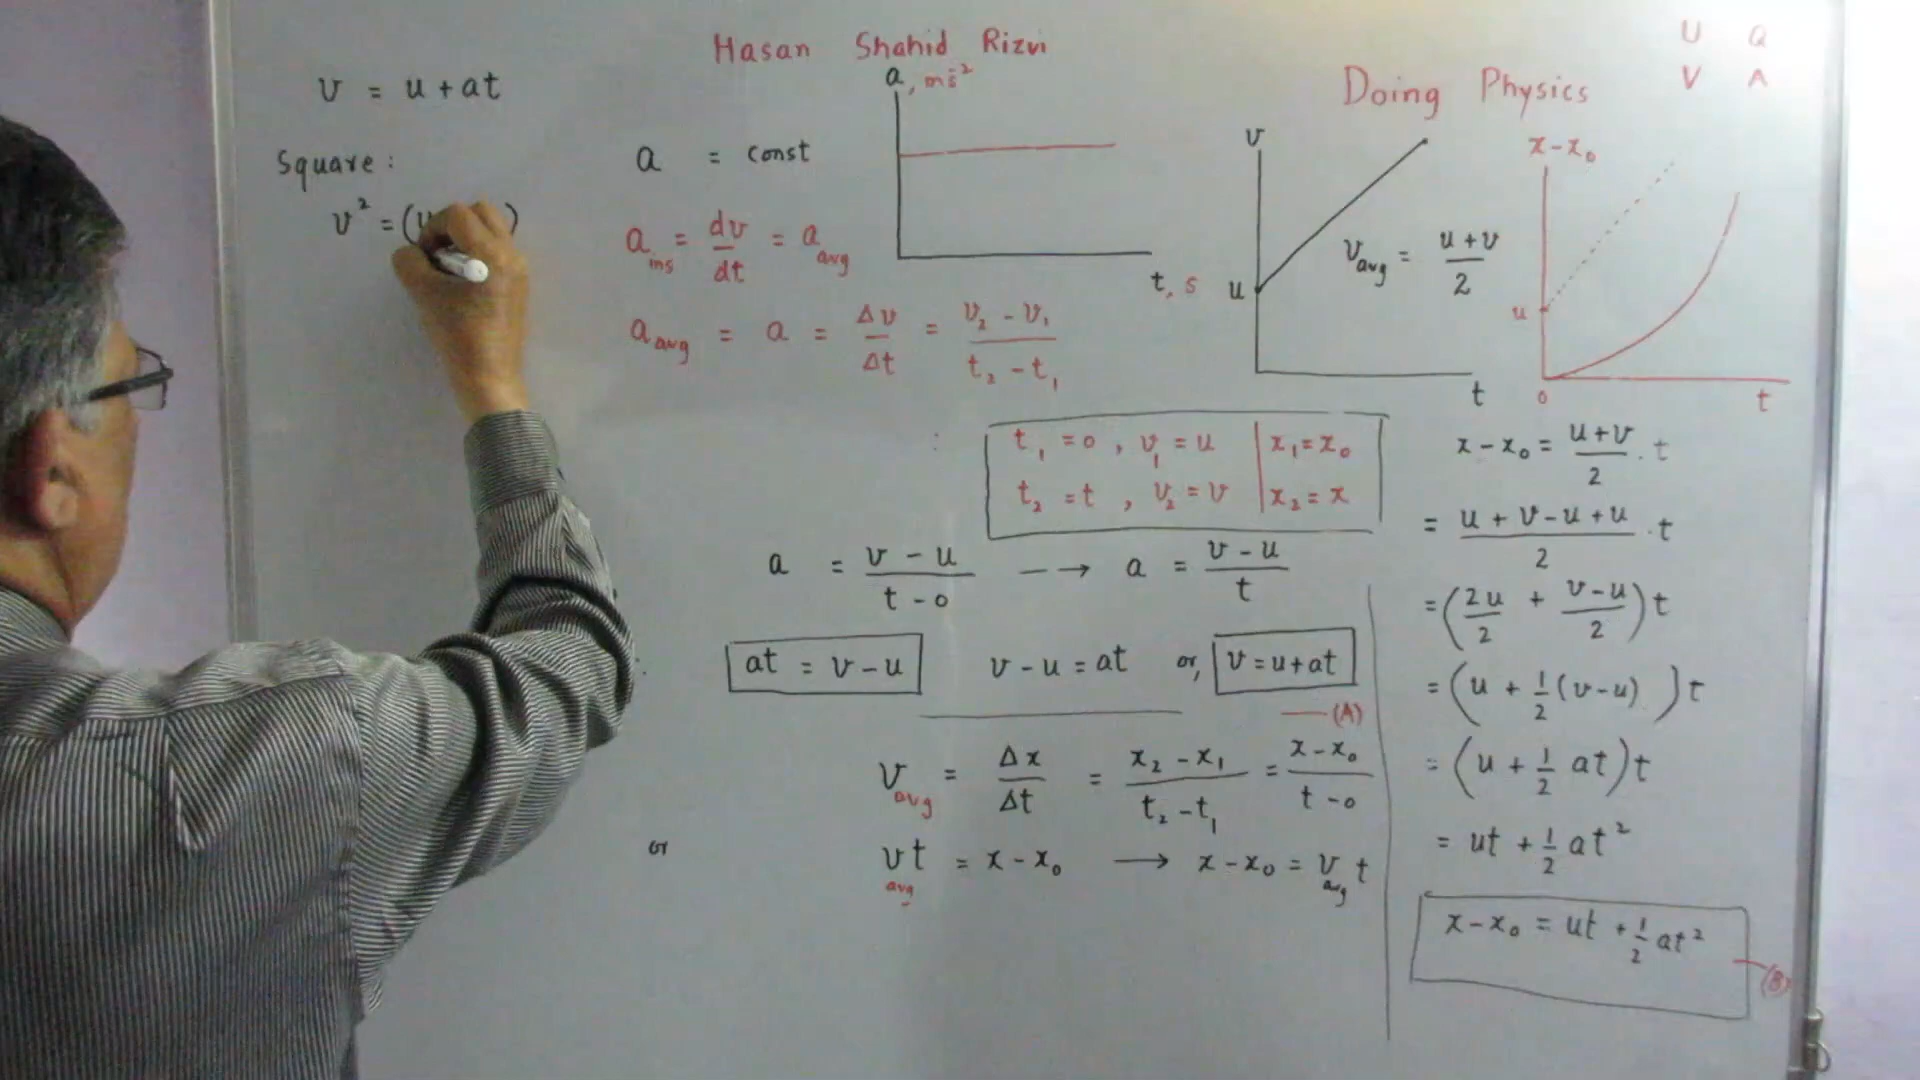 Hasan Shahid Rizvi
Doing Physics
U Q
V A
v = u + at
Square:
v² = (u )
a = const
a_ins = dv/dt = a_avg
a_avg = a = Δv/Δt = (v₂ - v₁)/(t₂ - t₁)
a, ms⁻²
t, s
v
u
t
v_avg = (u + v)/2
x - x₀
u
0
t
t₁ = 0, v₁ = u | x₁ = x₀
t₂ = t, v₂ = v | x₂ = x
a = (v - u)/(t - 0) → a = (v - u)/t
at = v - u v - u = at or, v = u + at
(A)
v_avg = Δx/Δt = (x₂ - x₁)/(t₂ - t₁) = (x - x₀)/(t - 0)
or v_avg t = x - x₀ → x - x₀ = v_avg t
x - x₀ = (u + v)/2 . t
= (u + v - u + u)/2 . t
= (2u/2 + (v - u)/2) t
= (u + 1/2 (v - u)) t
= (u + 1/2 at) t
= ut + 1/2 at²
x - x₀ = ut + 1/2 at²
(B)